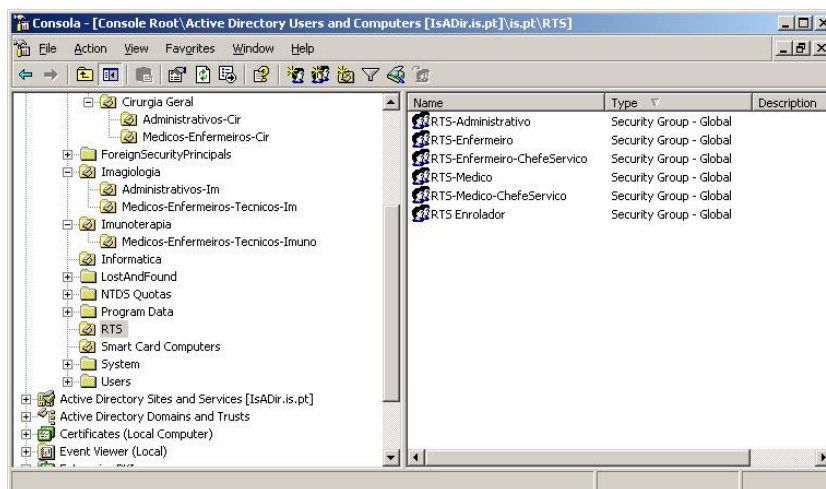 Consola - [Console Root\Active Directory Users and Computers [IsADir.is.pt]\is.pt\RTS]
File Action View Favorites Window Help
Cirurgia Geral
Administrativos-Cir
Medicos-Enfermeiros-Cir
ForeignSecurityPrincipals
Imagiologia
Administrativos-Im
Medicos-Enfermeiros-Tecnicos-Im
Imunoterapia
Medicos-Enfermeiros-Tecnicos-Imuno
Informatica
LostAndFound
NTDS Quotas
Program Data
RTS
Smart Card Computers
System
Users
Active Directory Sites and Services [IsADir.is.pt]
Active Directory Domains and Trusts
Certificates (Local Computer)
Event Viewer (Local)
Name Type Description
RTS-Administrativo Security Group - Global
RTS-Enfermeiro Security Group - Global
RTS-Enfermeiro-ChefeServico Security Group - Global
RTS-Medico Security Group - Global
RTS-Medico-ChefeServico Security Group - Global
RTS Enrolador Security Group - Global